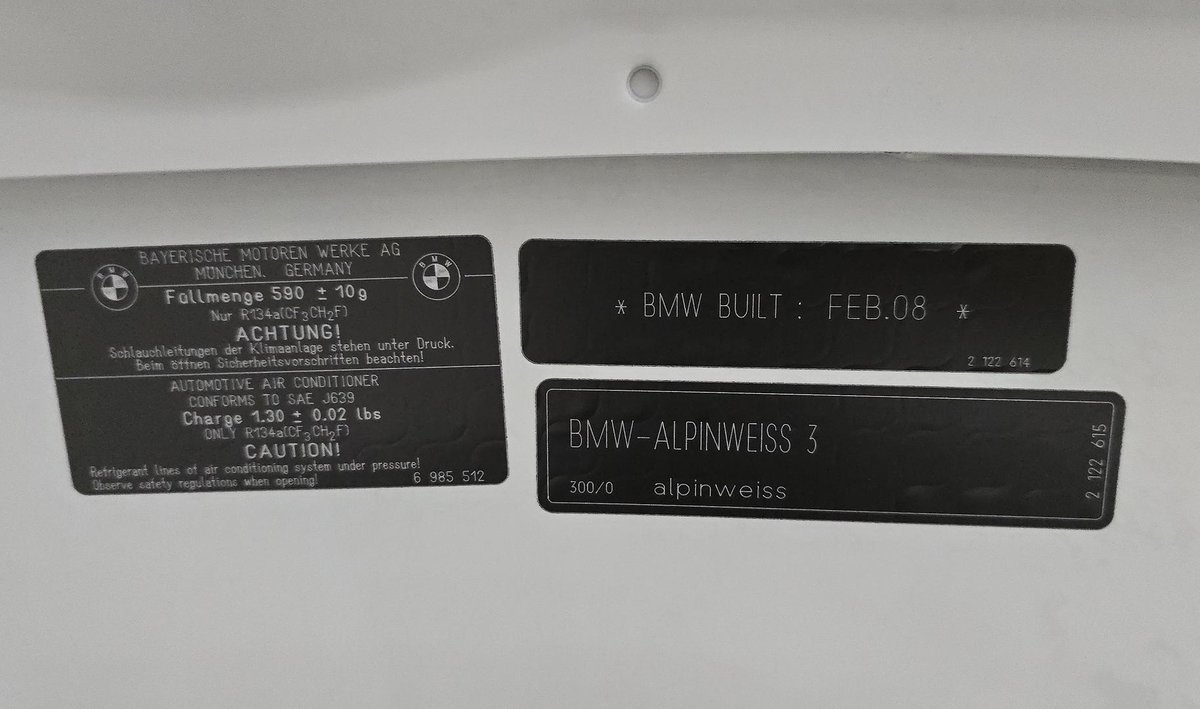 BAYERISCHE MOTOREN WERKE AG
MÜNCHEN. GERMANY
BMW
BMW
Füllmenge 590 ± 10g
Nur R134a(CF3CH2F)
ACHTUNG!
Schlauchleitungen der Klimaanlage stehen unter Druck.
Beim öffnen Sicherheitsvorschriften beachten!
AUTOMOTIVE AIR CONDITIONER
CONFORMS TO SAE J639
Charge 1.30 ± 0.02 lbs
ONLY R134a(CF3CH2F)
CAUTION!
Refrigerant lines of air conditioning system under pressure!
Observe safety regulations when opening!
6 985 512
* BMW BUILT : FEB.08 *
2 122 614
BMW-ALPINWEISS 3
300/0 alpinweiss
2 122 615